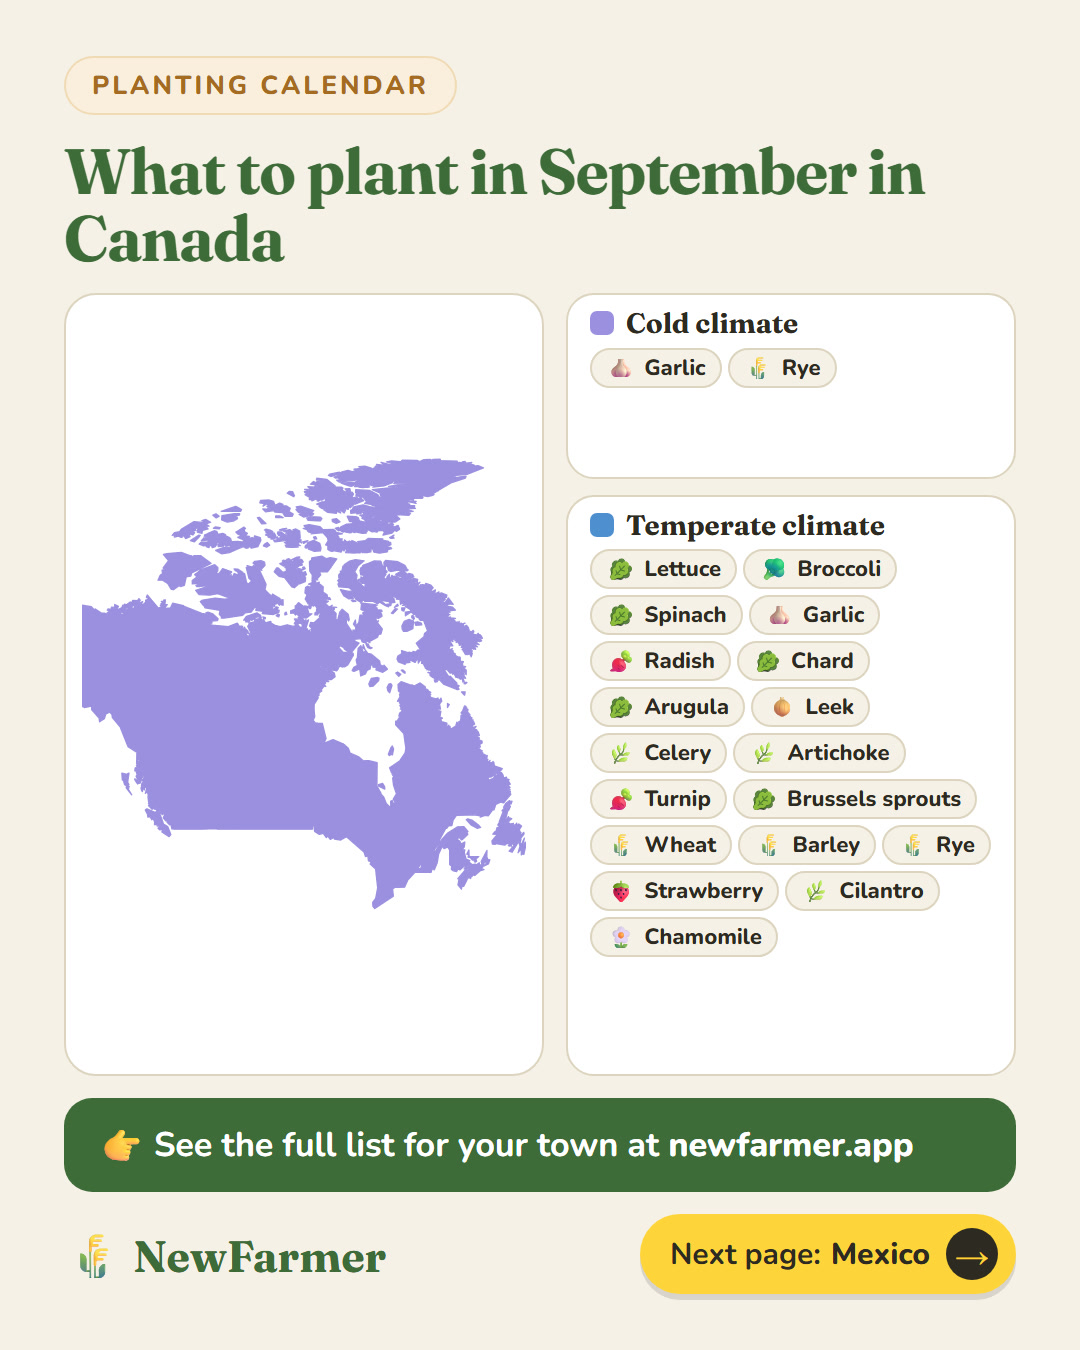 PLANTING CALENDAR
What to plant in September in
Canada
Cold climate
Garlic Rye
Temperate climate
Lettuce Broccoli
Spinach Garlic
Radish Chard
Arugula Leek
Celery Artichoke
Turnip Brussels sprouts
Wheat Barley Rye
Strawberry Cilantro
Chamomile
See the full list for your town at newfarmer.app
NewFarmer
Next page: Mexico →